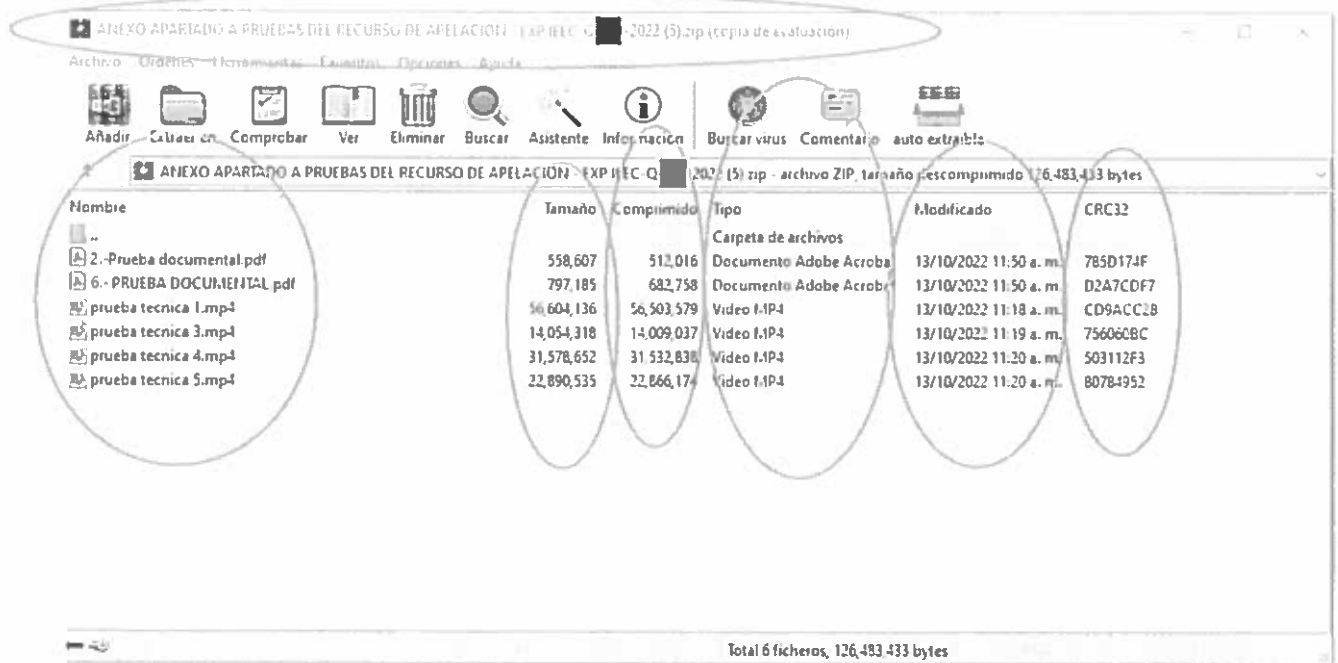 ANEXO APARTADO A PRUEBAS DEL RECURSO DE APELACIÓN - EXP IEEC-Q -2022 (5).zip (copia de evaluación)
Archivo Órdenes Herramientas Favoritos Opciones Ayuda
Añadir Extraer en Comprobar Ver Eliminar Buscar Asistente Información Buscar virus Comentario auto extraíble
ANEXO APARTADO A PRUEBAS DEL RECURSO DE APELACIÓN - EXP IEEC-Q- 2022 (5).zip - archivo ZIP, tamaño descomprimido 126,483,433 bytes
Nombre Tamaño Comprimido Tipo Modificado CRC32
.. Carpeta de archivos
2.-Prueba documental.pdf 558,607 512,016 Documento Adobe Acroba 13/10/2022 11:50 a. m. 785D174F
6.- PRUEBA DOCUMENTAL.pdf 797,185 682,758 Documento Adobe Acroba 13/10/2022 11:50 a. m. D2A7CDF7
prueba tecnica 1.mp4 56,604,136 56,503,579 Video MP4 13/10/2022 11:18 a. m. CD9ACC2B
prueba tecnica 3.mp4 14,054,318 14,009,037 Video MP4 13/10/2022 11:19 a. m. 756060BC
prueba tecnica 4.mp4 31,578,652 31,532,838 Video MP4 13/10/2022 11:20 a. m. 503112F3
prueba tecnica 5.mp4 22,890,535 22,866,174 Video MP4 13/10/2022 11:20 a. m. 80784952
Total 6 ficheros, 126,483,433 bytes